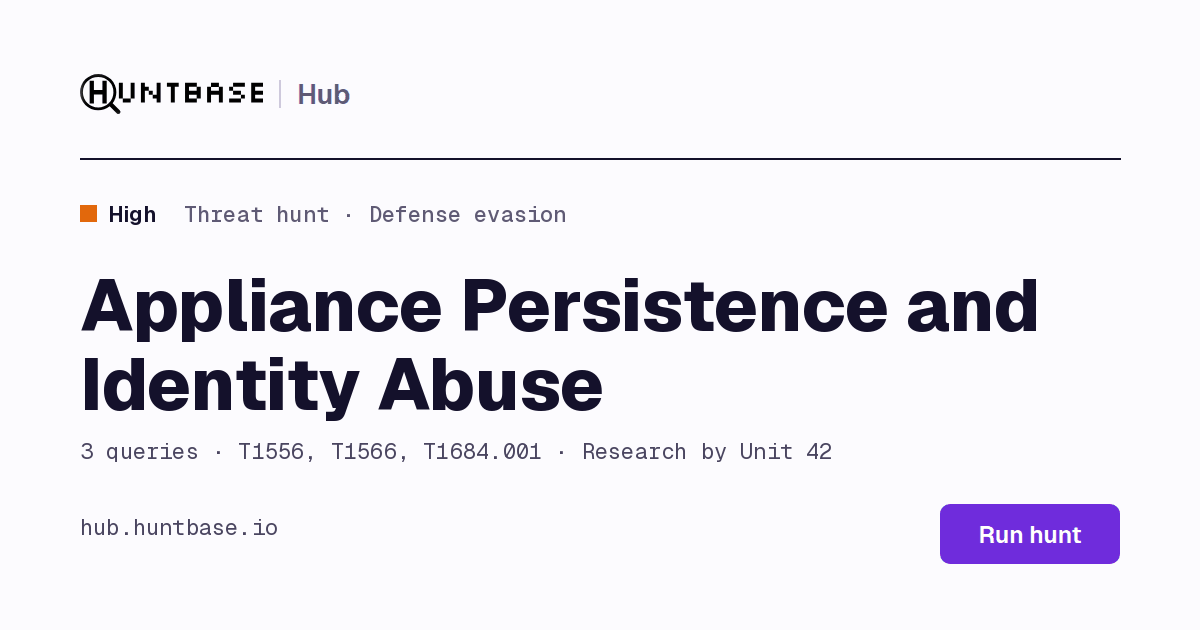 HUNTBASE | Hub
High Threat hunt · Defense evasion
Appliance Persistence and
Identity Abuse
3 queries · T1556, T1566, T1684.001 · Research by Unit 42
hub.huntbase.io
Run hunt